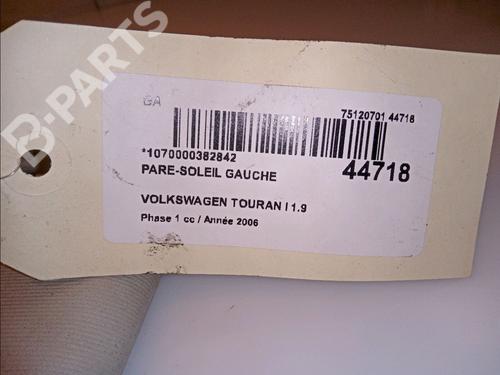 B-PARTS
GA
75120701 44718
*1070000382842
44718
PARE-SOLEIL GAUCHE
VOLKSWAGEN TOURAN I 1.9
Phase 1 cc / Année 2006